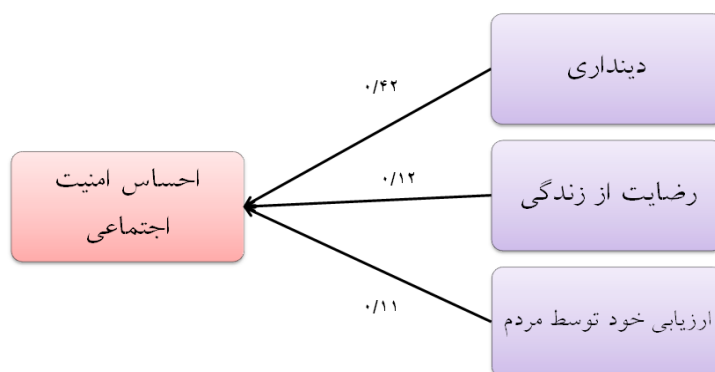 دینداری
۰/۴۲
رضایت از زندگی
۰/۱۲
احساس امنیت
اجتماعی
ارزیابی خود توسط مردم
۰/۱۱